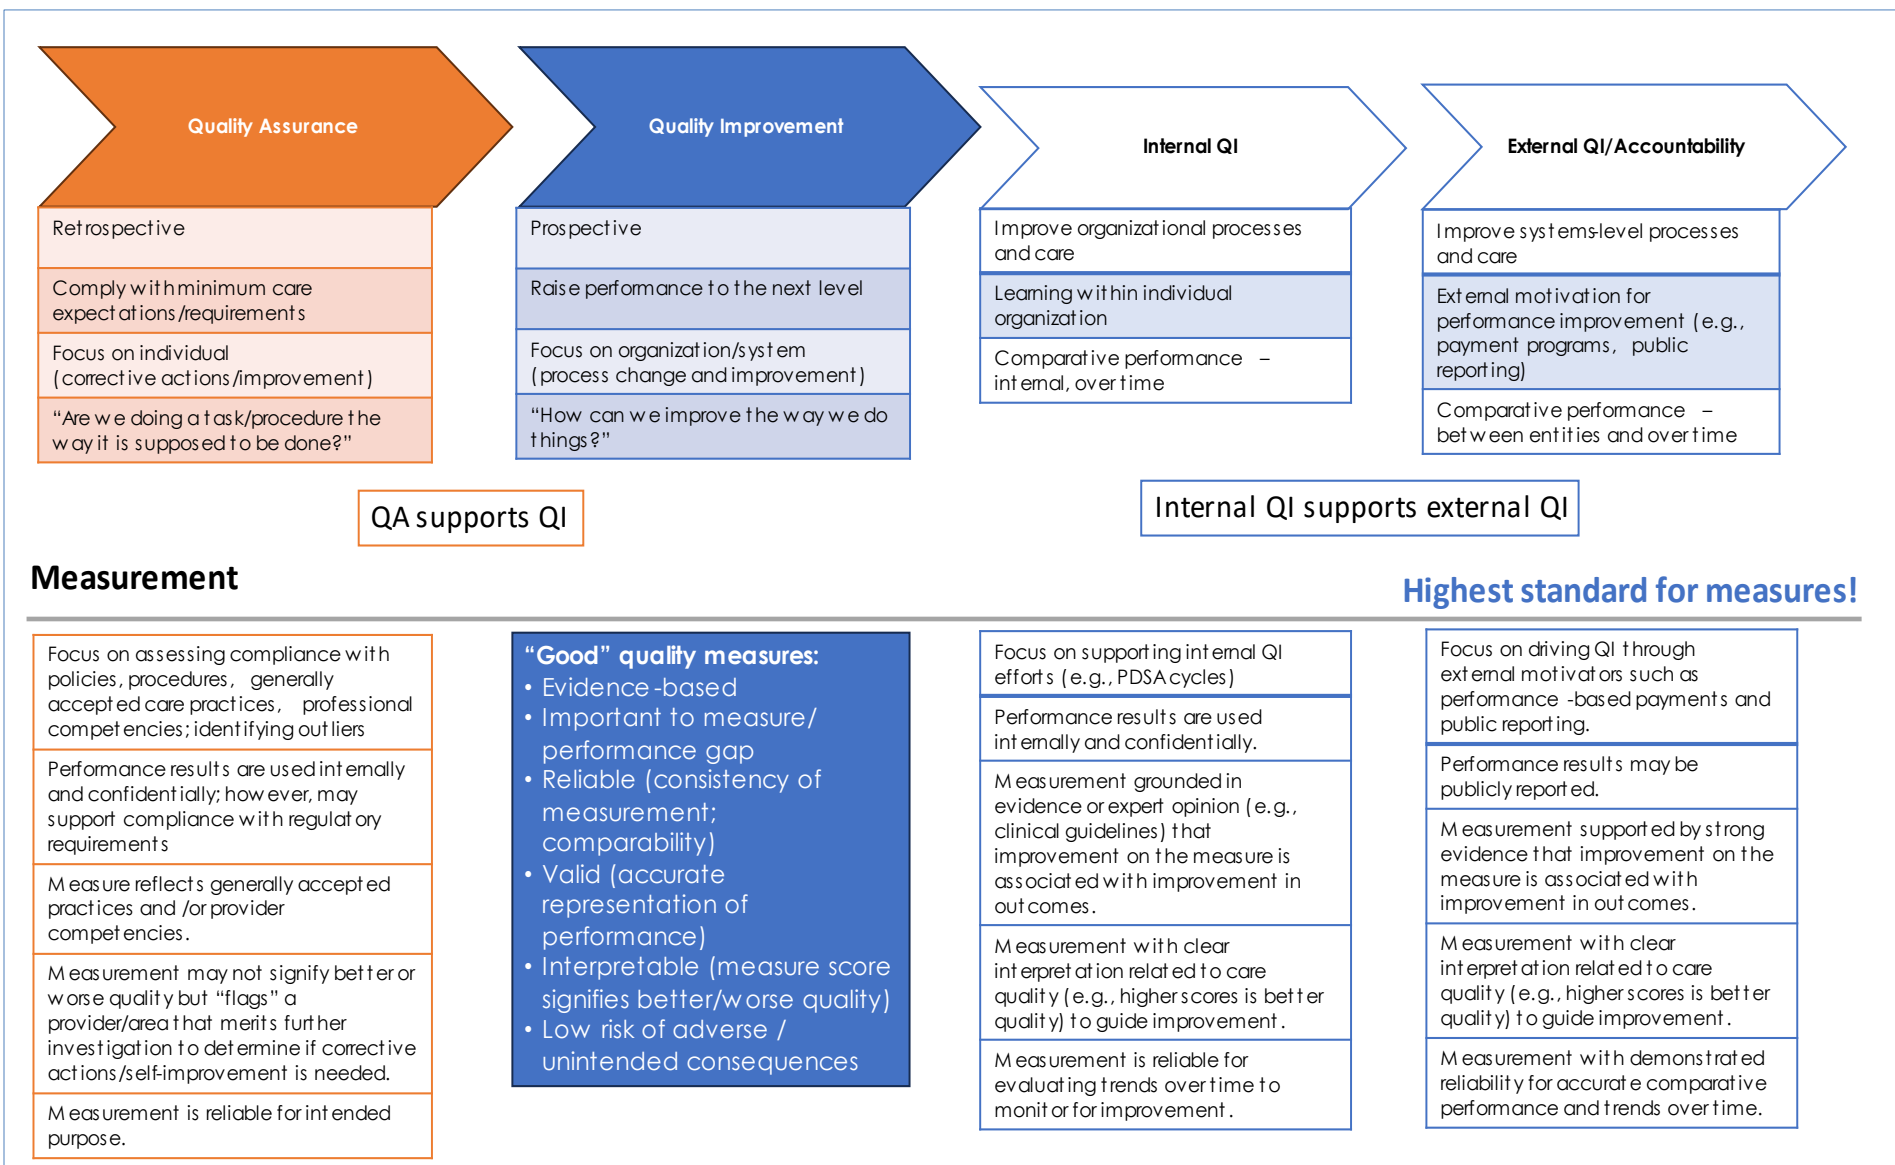 Quality Assurance
Quality Improvement
Internal QI
External QI/Accountability
Retrospective
Comply with minimum care
expectations/requirements
Focus on individual
(corrective actions/improvement)
“Are we doing a task/procedure the
way it is supposed to be done?”
Prospective
Raise performance to the next level
Focus on organization/system
(process change and improvement)
“How can we improve the way we do
things?”
Improve organizational processes
and care
Learning within individual
organization
Comparative performance –
internal, over time
Improve systems-level processes
and care
External motivation for
performance improvement (e.g.,
payment programs, public
reporting)
Comparative performance –
between entities and over time
QA supports QI
Internal QI supports external QI
Measurement
Highest standard for measures!
Focus on assessing compliance with
policies, procedures, generally
accepted care practices, professional
competencies; identifying outliers
Performance results are used internally
and confidentially; however, may
support compliance with regulatory
requirements
Measure reflects generally accepted
practices and /or provider
competencies.
Measurement may not signify better or
worse quality but “flags” a
provider/area that merits further
investigation to determine if corrective
actions/self-improvement is needed.
Measurement is reliable for intended
purpose.
“Good” quality measures:
• Evidence-based
• Important to measure/
performance gap
• Reliable (consistency of
measurement;
comparability)
• Valid (accurate
representation of
performance)
• Interpretable (measure score
signifies better/worse quality)
• Low risk of adverse /
unintended consequences
Focus on supporting internal QI
efforts (e.g., PDSA cycles)
Performance results are used
internally and confidentially.
Measurement grounded in
evidence or expert opinion (e.g.,
clinical guidelines) that
improvement on the measure is
associated with improvement in
outcomes.
Measurement with clear
interpretation related to care
quality (e.g., higher scores is better
quality) to guide improvement.
Measurement is reliable for
evaluating trends over time to
monitor for improvement.
Focus on driving QI through
external motivators such as
performance -based payments and
public reporting.
Performance results may be
publicly reported.
Measurement supported by strong
evidence that improvement on the
measure is associated with
improvement in outcomes.
Measurement with clear
interpretation related to care
quality (e.g., higher scores is better
quality) to guide improvement.
Measurement with demonstrated
reliability for accurate comparative
performance and trends over time.